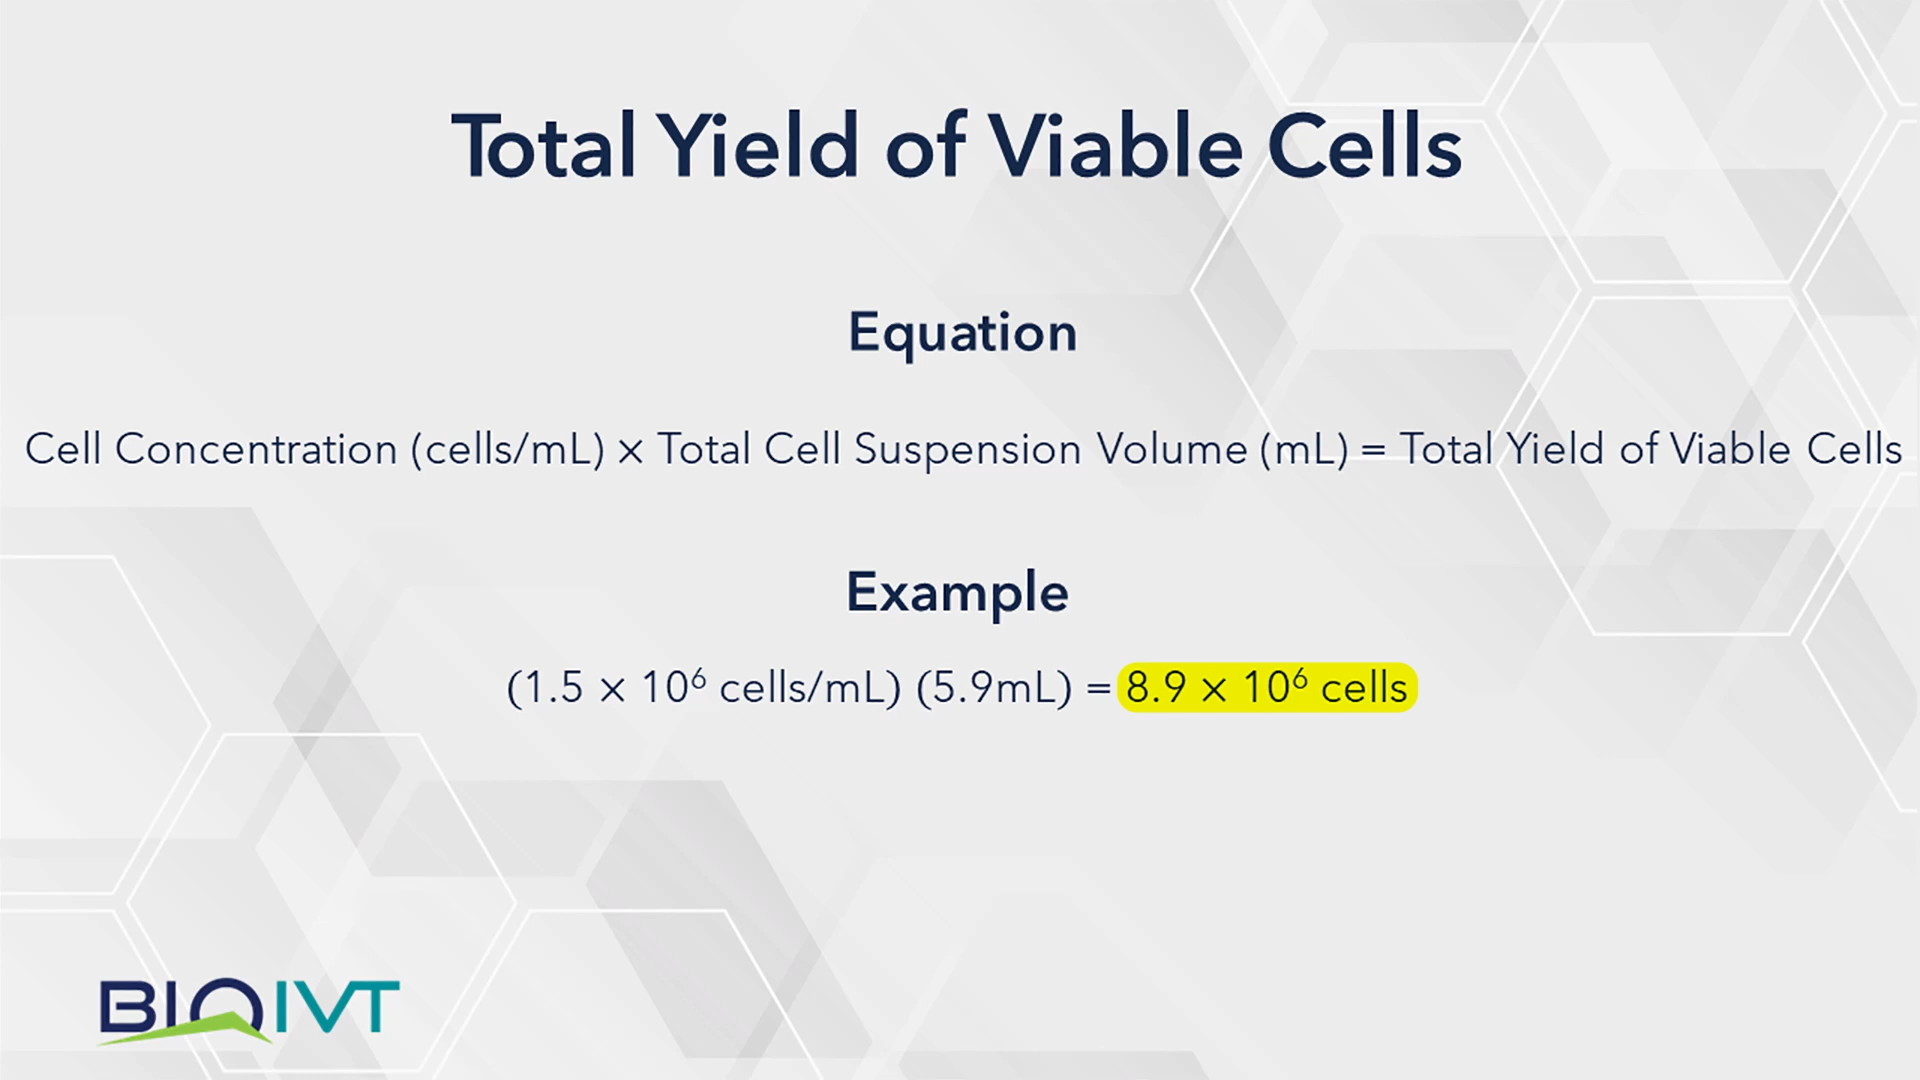 Total Yield of Viable Cells
Equation
Cell Concentration (cells/mL) × Total Cell Suspension Volume (mL) = Total Yield of Viable Cells
Example
(1.5 × 10⁶ cells/mL) (5.9mL) = 8.9 × 10⁶ cells
BIOIVT